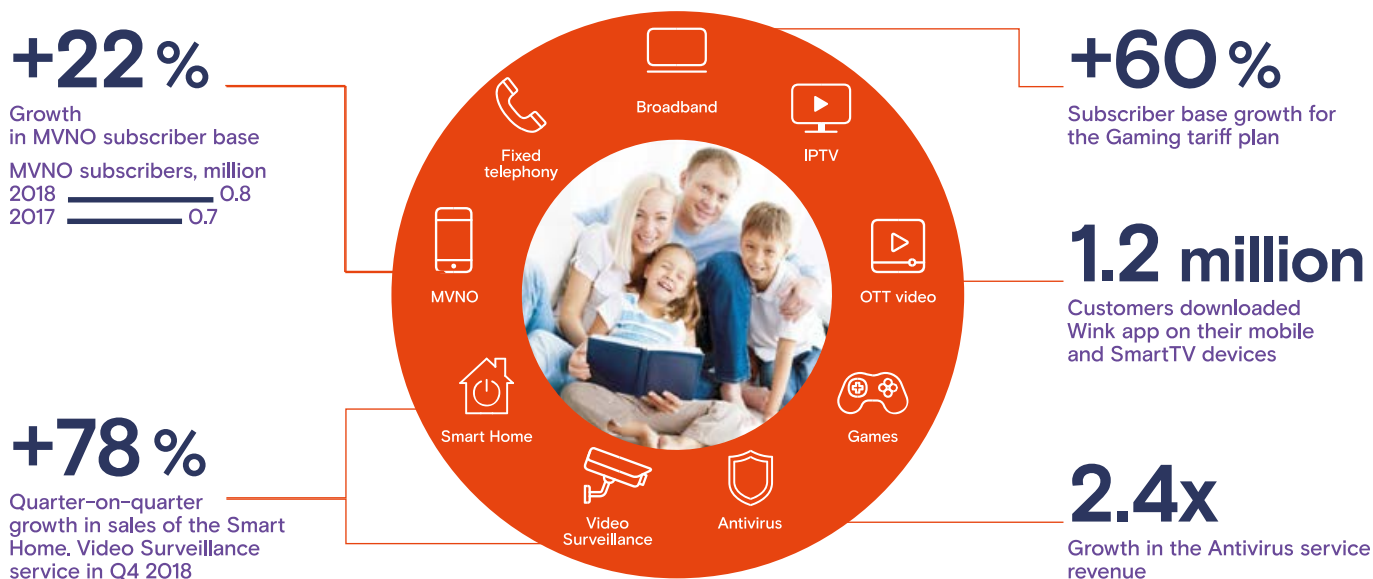 +22 %
Growth
in MVNO subscriber base
MVNO subscribers, million
2018 0.8
2017 0.7
+78 %
Quarter-on-quarter
growth in sales of the Smart
Home. Video Surveillance
service in Q4 2018
Broadband
IPTV
OTT video
Games
Antivirus
Video
Surveillance
Smart Home
MVNO
Fixed
telephony
+60 %
Subscriber base growth for
the Gaming tariff plan
1.2 million
Customers downloaded
Wink app on their mobile
and SmartTV devices
2.4x
Growth in the Antivirus service
revenue